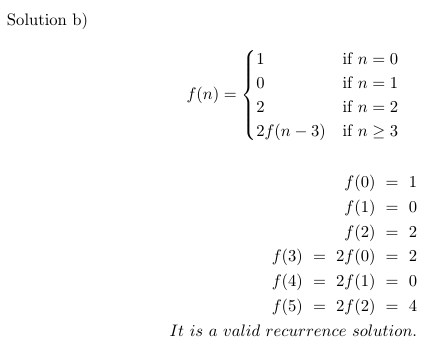 Solution b)
f(n) = { 1 if n = 0
0 if n = 1
2 if n = 2
2f(n − 3) if n ≥ 3
f(0) = 1
f(1) = 0
f(2) = 2
f(3) = 2f(0) = 2
f(4) = 2f(1) = 0
f(5) = 2f(2) = 4
It is a valid recurrence solution.